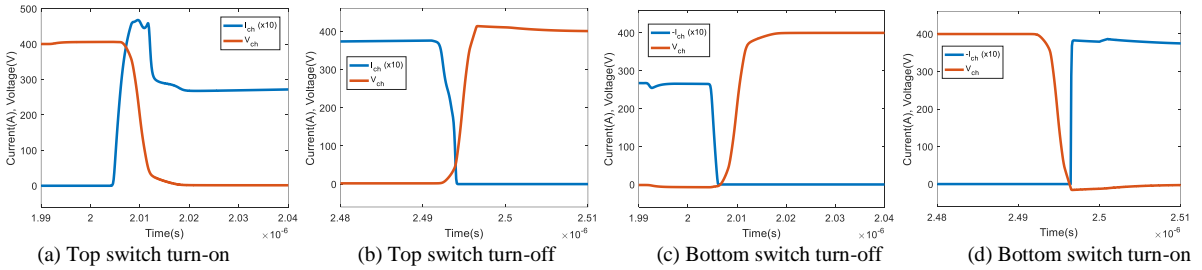 Current(A), Voltage(V)
500
400
300
200
100
0
I_ch (x10)
V_ch
1.99
2
2.01
2.02
2.03
2.04
Time(s)
×10⁻⁶
(a) Top switch turn-on
Current(A), Voltage(V)
400
300
200
100
0
I_ch (x10)
V_ch
2.48
2.49
2.5
2.51
Time(s)
×10⁻⁶
(b) Top switch turn-off
Current(A), Voltage(V)
400
300
200
100
0
-I_ch (x10)
V_ch
1.99
2
2.01
2.02
2.03
2.04
Time(s)
×10⁻⁶
(c) Bottom switch turn-off
Current(A), Voltage(V)
400
300
200
100
0
-I_ch (x10)
V_ch
2.48
2.49
2.5
2.51
Time(s)
×10⁻⁶
(d) Bottom switch turn-on